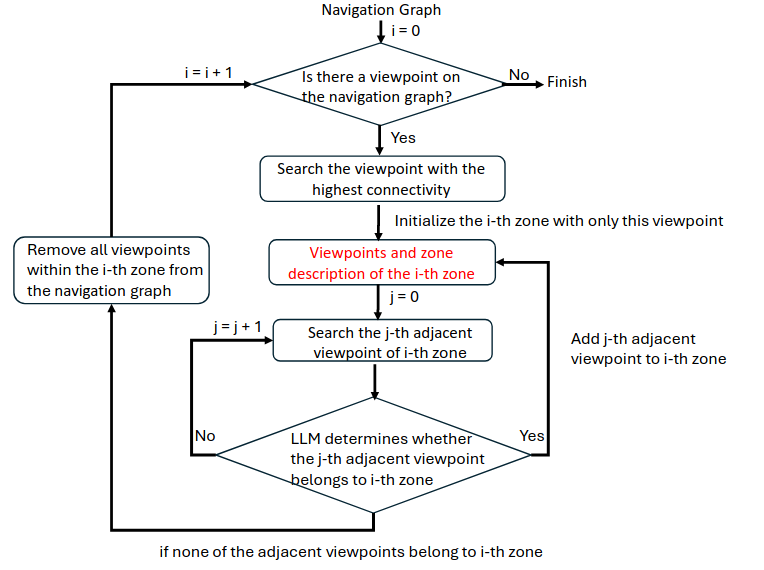 Navigation Graph
i = 0
i = i + 1
Is there a viewpoint on
the navigation graph?
No
Finish
Yes
Search the viewpoint with the
highest connectivity
Initialize the i-th zone with only this viewpoint
Remove all viewpoints
within the i-th zone from
the navigation graph
Viewpoints and zone
description of the i-th zone
j = 0
j = j + 1
Search the j-th adjacent
viewpoint of i-th zone
Add j-th adjacent
viewpoint to i-th zone
No
LLM determines whether
the j-th adjacent viewpoint
belongs to i-th zone
Yes
if none of the adjacent viewpoints belong to i-th zone